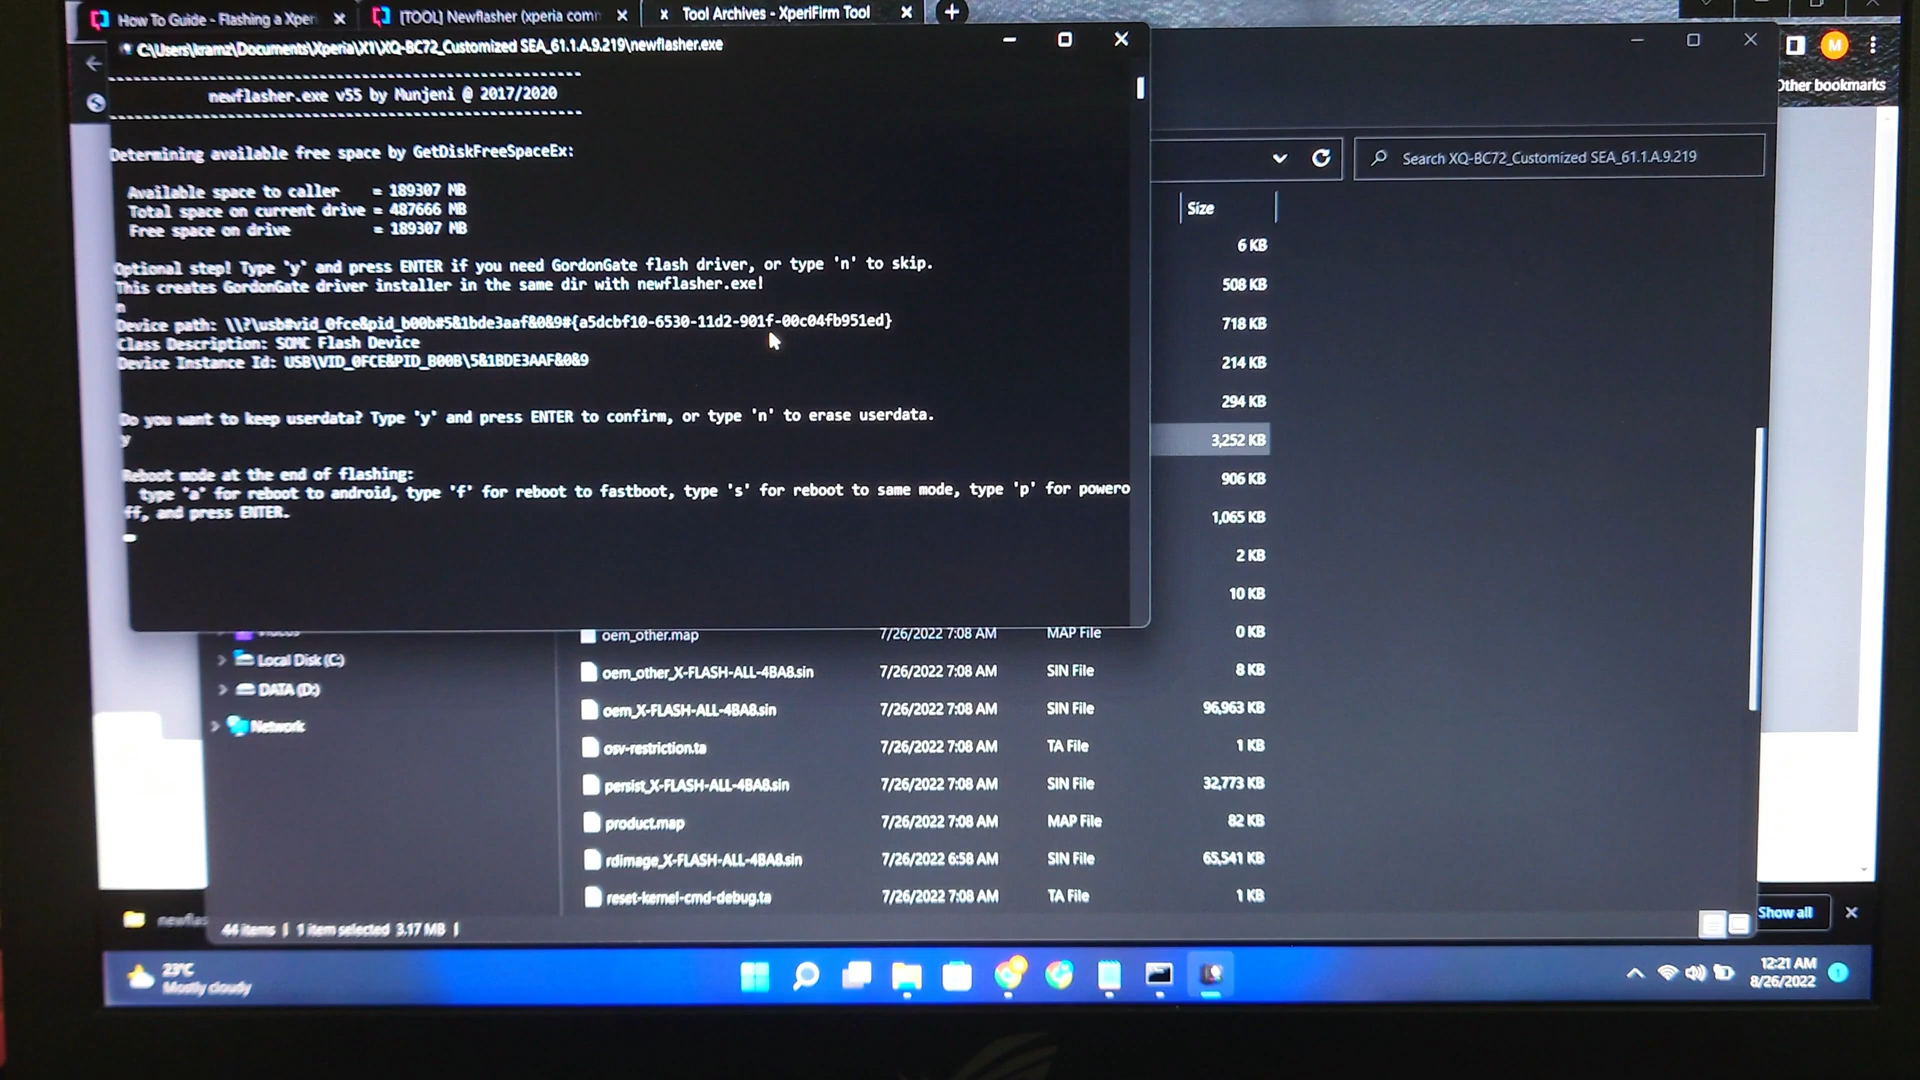 How To Guide - Flashing a Xper
[TOOL] Newflasher (xperia comm
Tool Archives - XperiFirm Tool
C:\Users\kramz\Documents\Xperia\X1\XQ-BC72_Customized SEA_61.1.A.9.219\newflasher.exe
M
Other bookmarks
newflasher.exe v55 by Munjeni @ 2017/2020
Determining available free space by GetDiskFreeSpaceEx:
Available space to caller = 189307 MB
Total space on current drive = 487666 MB
Free space on drive = 189307 MB
Optional step! Type 'y' and press ENTER if you need GordonGate flash driver, or type 'n' to skip.
This creates GordonGate driver installer in the same dir with newflasher.exe!
n
Device path: \\?\usb#vid_0fce&pid_b00b#5&1bde3aaf&0&9#{a5dcbf10-6530-11d2-901f-00c04fb951ed}
Class Description: SOMC Flash Device
Device Instance Id: USB\VID_0FCE&PID_B00B\5&1BDE3AAF&0&9
Do you want to keep userdata? Type 'y' and press ENTER to confirm, or type 'n' to erase userdata.
y
Reboot mode at the end of flashing:
type 'a' for reboot to android, type 'f' for reboot to fastboot, type 's' for reboot to same mode, type 'p' for powero
ff, and press ENTER.
Search XQ-BC72_Customized SEA_61.1.A.9.219
Size
6 KB
508 KB
718 KB
214 KB
294 KB
3,252 KB
906 KB
1,065 KB
2 KB
10 KB
Videos
Local Disk (C:)
DATA (D:)
Network
oem_other.map 7/26/2022 7:08 AM MAP File 0 KB
oem_other_X-FLASH-ALL-4BA8.sin 7/26/2022 7:08 AM SIN File 8 KB
oem_X-FLASH-ALL-4BA8.sin 7/26/2022 7:08 AM SIN File 96,963 KB
osv-restriction.ta 7/26/2022 7:08 AM TA File 1 KB
persist_X-FLASH-ALL-4BA8.sin 7/26/2022 7:08 AM SIN File 32,773 KB
product.map 7/26/2022 7:08 AM MAP File 82 KB
rdimage_X-FLASH-ALL-4BA8.sin 7/26/2022 6:58 AM SIN File 65,541 KB
reset-kernel-cmd-debug.ta 7/26/2022 7:08 AM TA File 1 KB
newflas
44 items | 1 item selected 3.17 MB |
Show all
23°C
Mostly cloudy
12:21 AM
8/26/2022
1